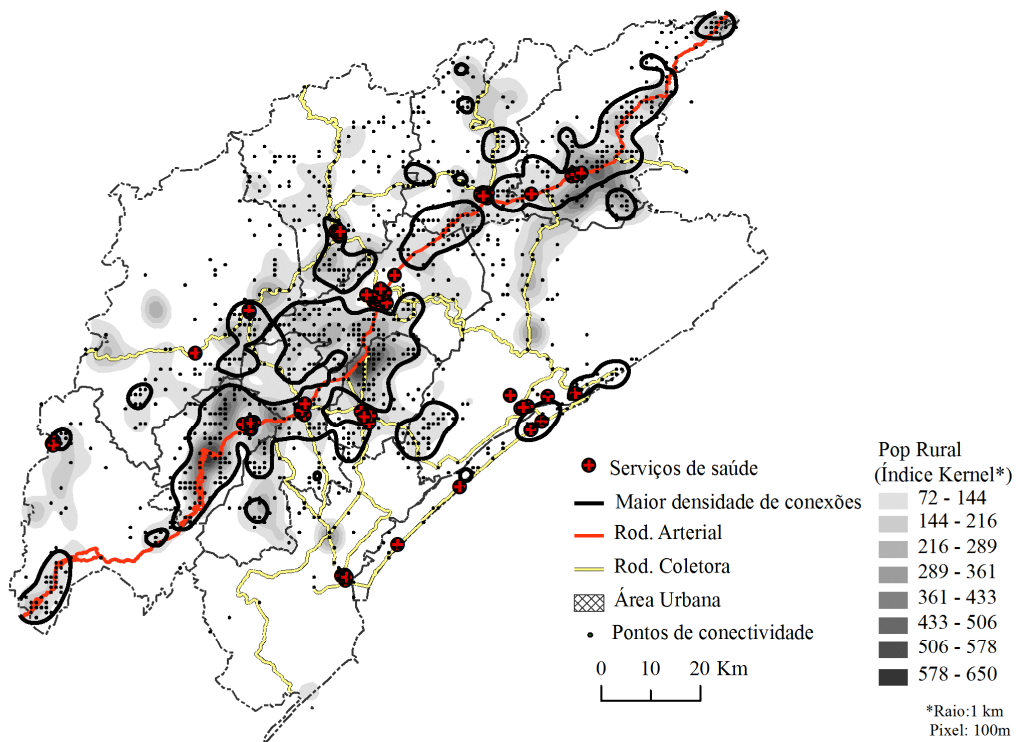 Serviços de saúde
Maior densidade de conexões
Rod. Arterial
Rod. Coletora
Área Urbana
Pontos de conectividade
0 10 20 Km
Pop Rural
(Índice Kernel*)
72 - 144
144 - 216
216 - 289
289 - 361
361 - 433
433 - 506
506 - 578
578 - 650
*Raio:1 km
Pixel: 100m